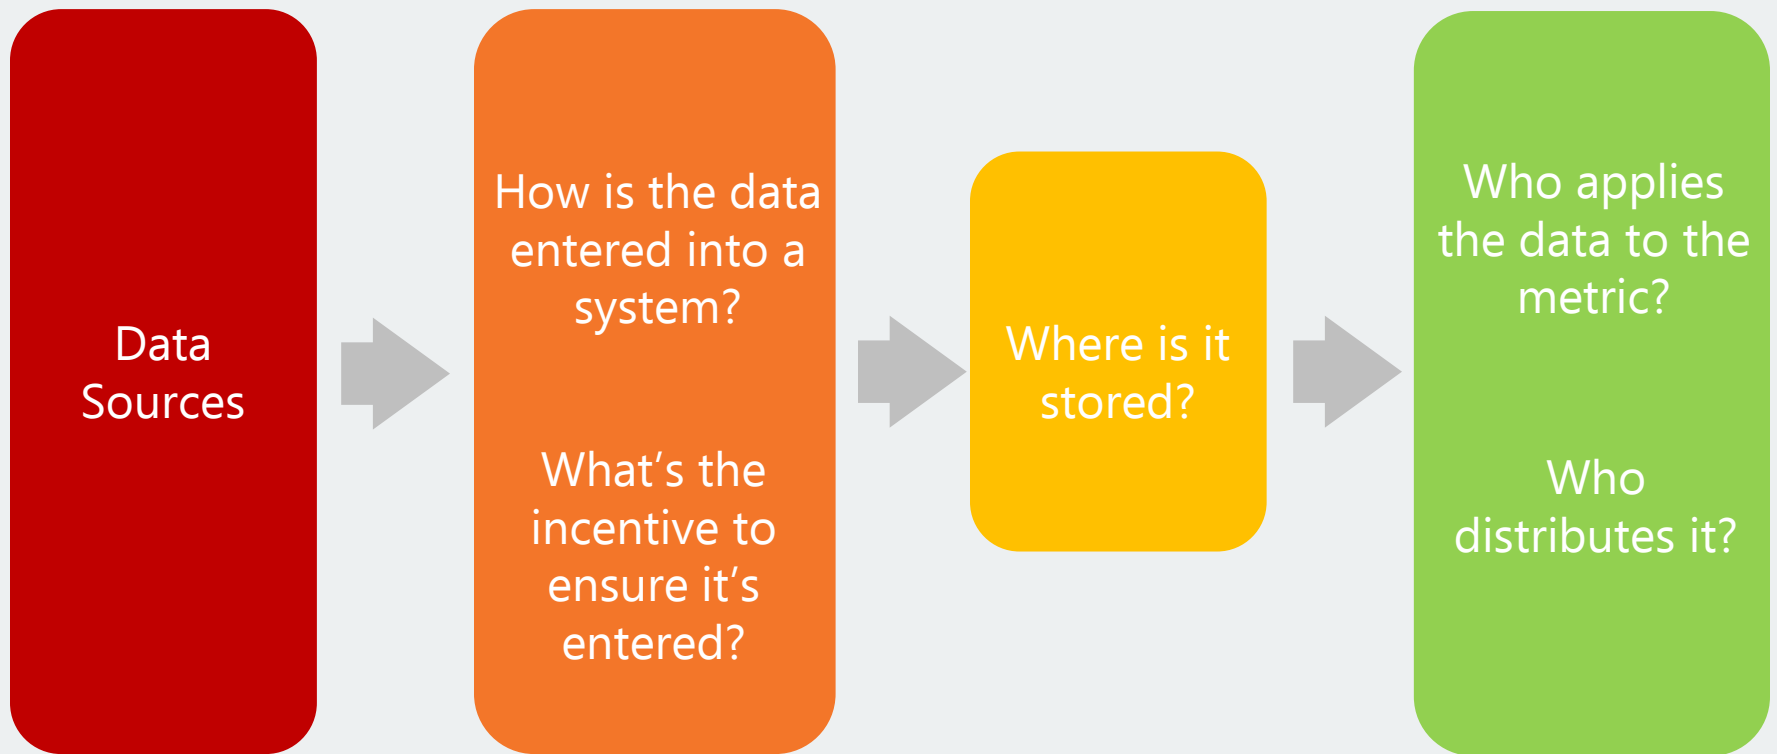 Data
Sources
How is the data
entered into a
system?
What’s the
incentive to
ensure it’s
entered?
Where is it
stored?
Who applies
the data to the
metric?
Who
distributes it?